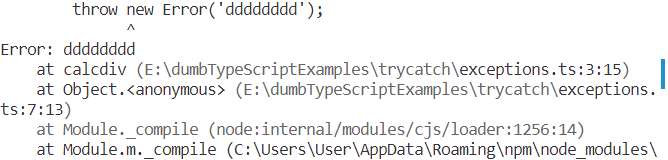 throw new Error('dddddddd');
^
Error: dddddddd
at calcdiv (E:\dumbTypeScriptExamples\trycatch\exceptions.ts:3:15)
at Object.<anonymous> (E:\dumbTypeScriptExamples\trycatch\exceptions.
ts:7:13)
at Module._compile (node:internal/modules/cjs/loader:1256:14)
at Module.m._compile (C:\Users\User\AppData\Roaming\npm\node_modules\